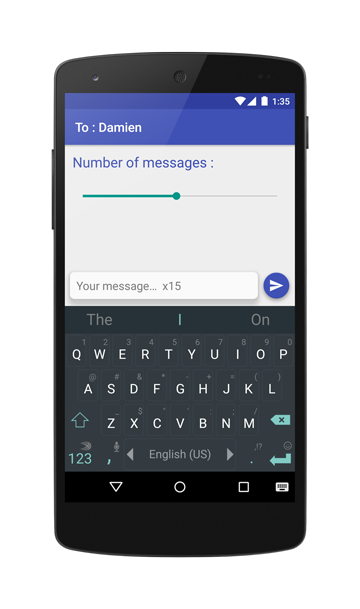 1:35
To : Damien
Number of messages :
Your message... x15
The I On
1 2 3 4 5 6 7 8 9 0
Q W E R T Y U I O P
@ # & * - + = ( )
A S D F G H J K L
_ $ " ' : ; /
Z X C V B N M
,!?
123 , English (US) .